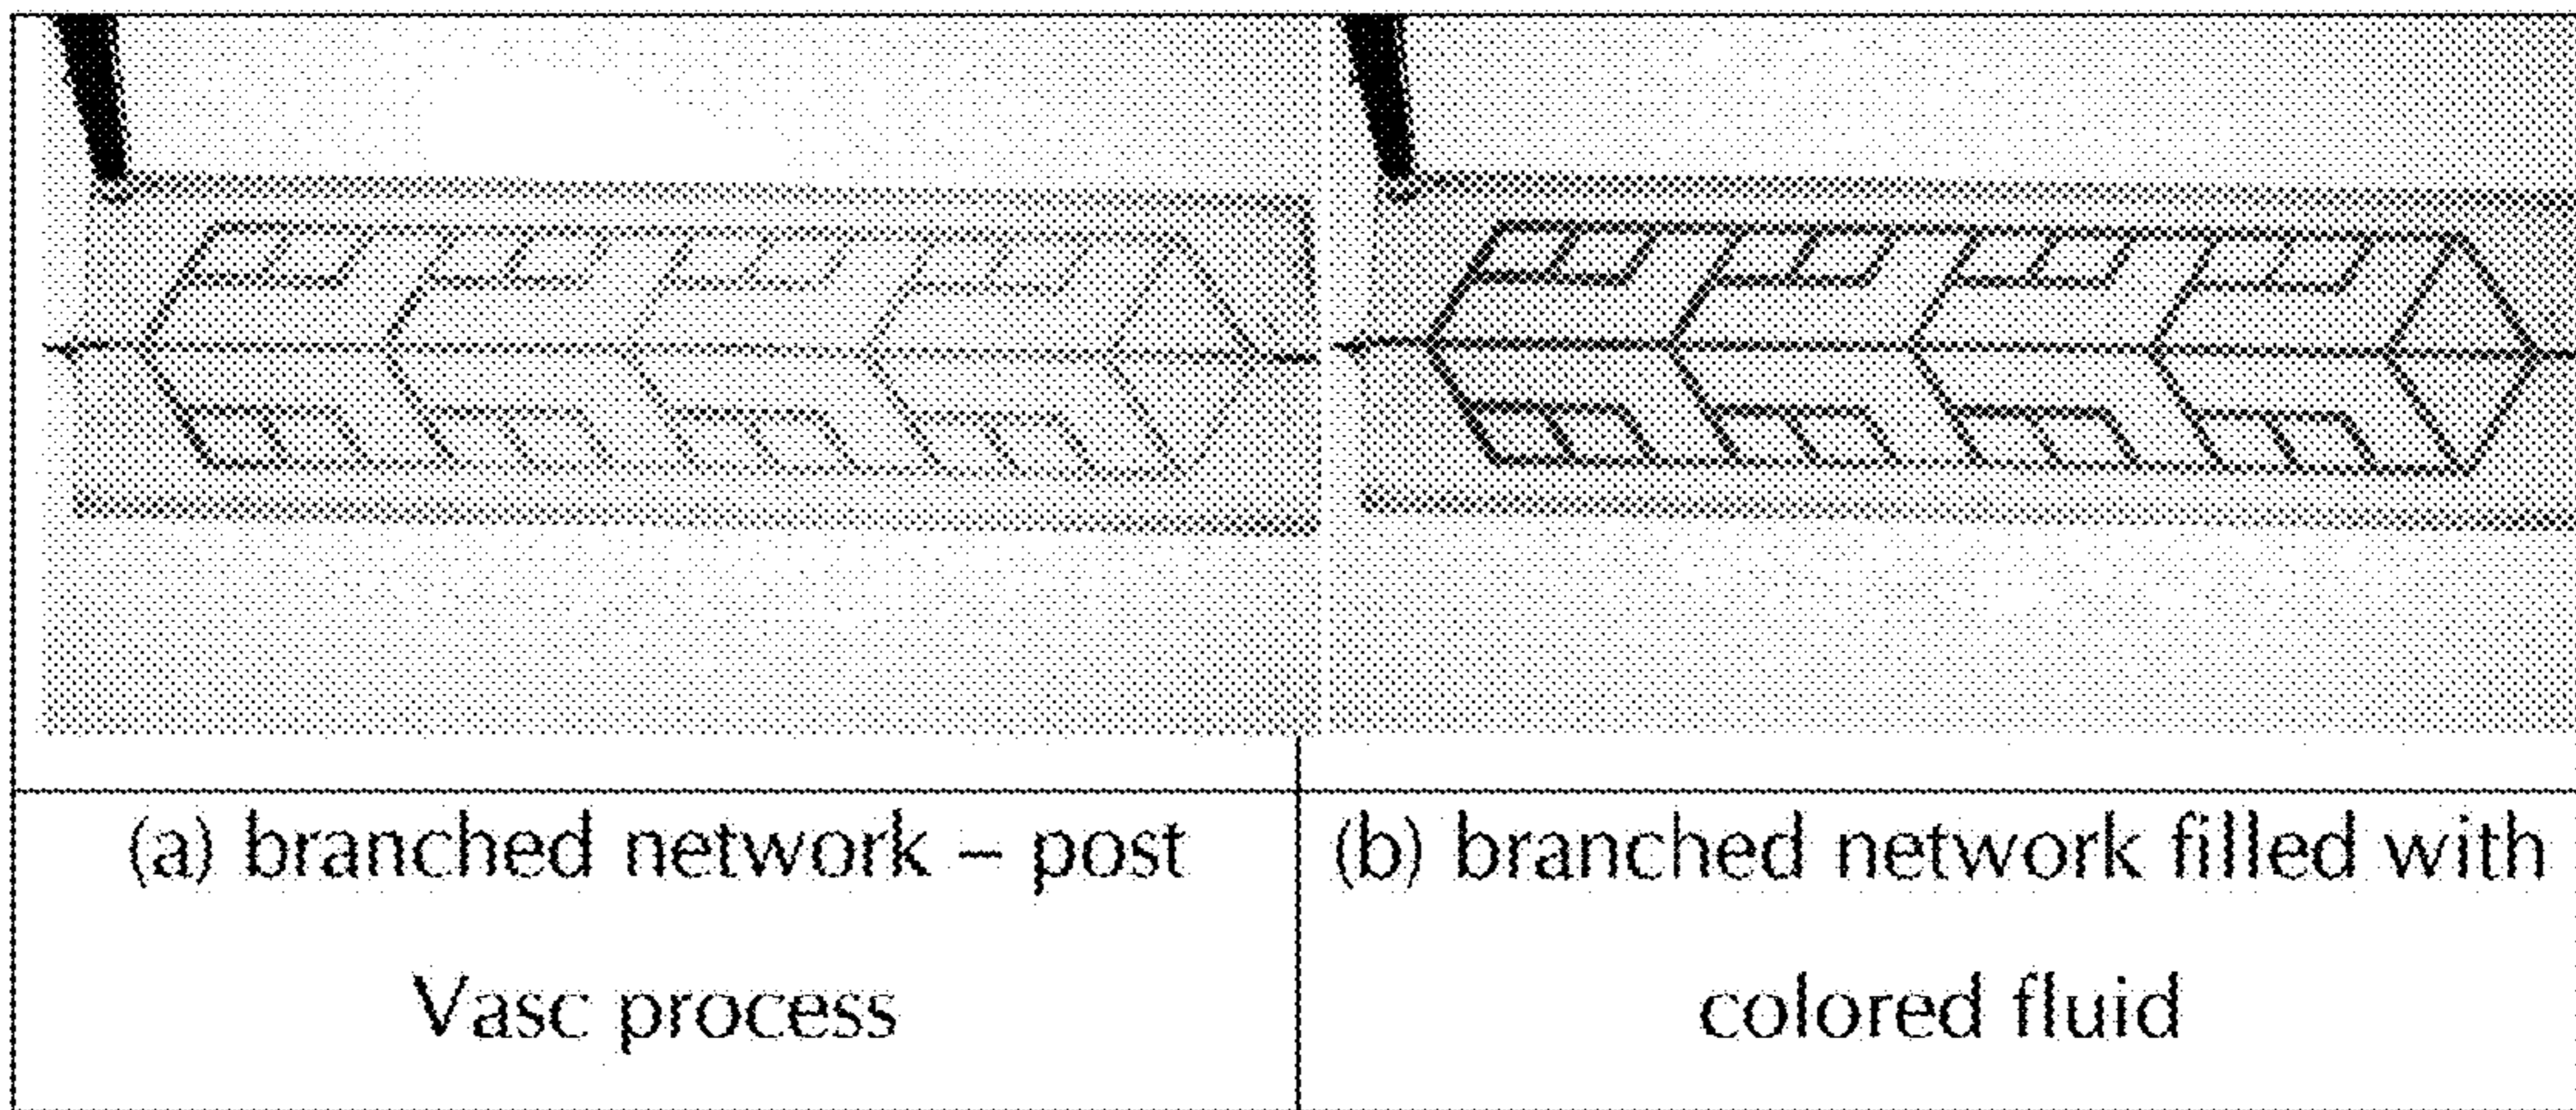 (a) branched network – post
Vasc process
(b) branched network filled with
colored fluid